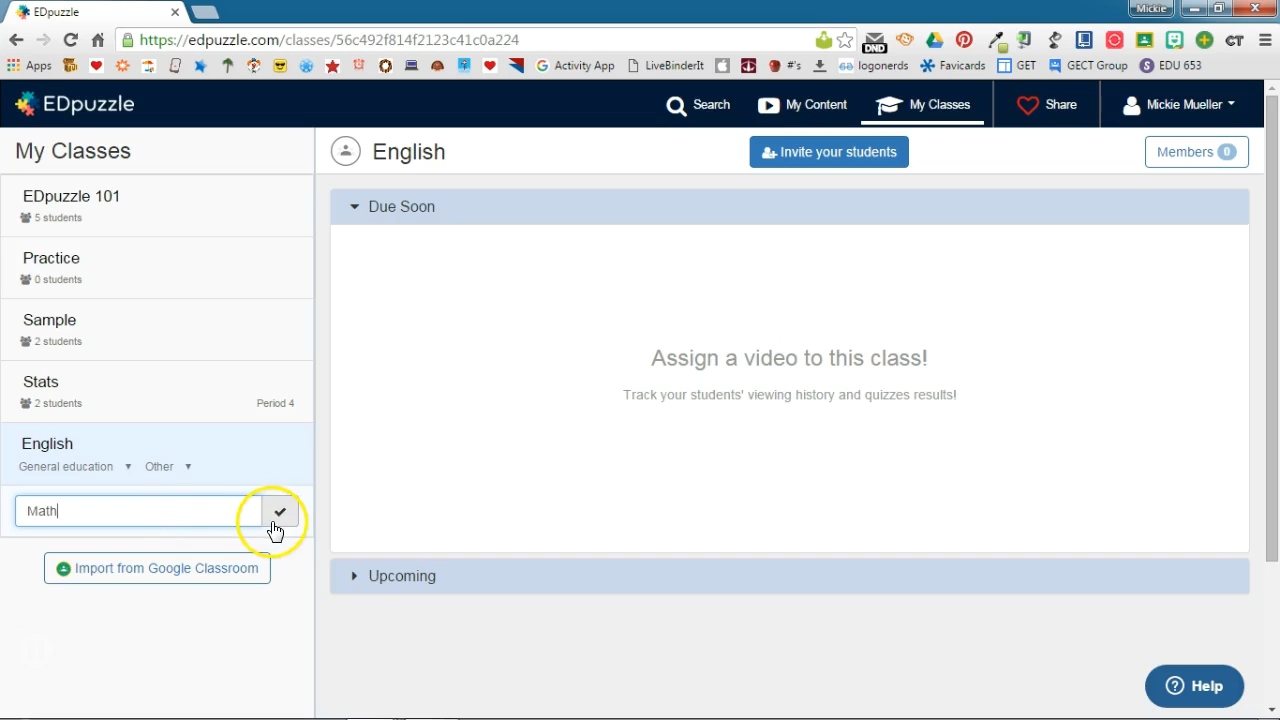 EDpuzzle
Mickie
https://edpuzzle.com/classes/56c492f814f2123c41c0a224
DND
CT
Apps
Activity App
LiveBinderIt
#'s
logonerds
Favicards
GET
GECT Group
EDU 653
EDpuzzle
Search
My Content
My Classes
Share
Mickie Mueller
My Classes
English
Invite your students
Members 0
EDpuzzle 101
5 students
Practice
0 students
Sample
2 students
Stats
2 students
Period 4
English
General education
Other
Math
Import from Google Classroom
Due Soon
Assign a video to this class!
Track your students' viewing history and quizzes results!
Upcoming
Help